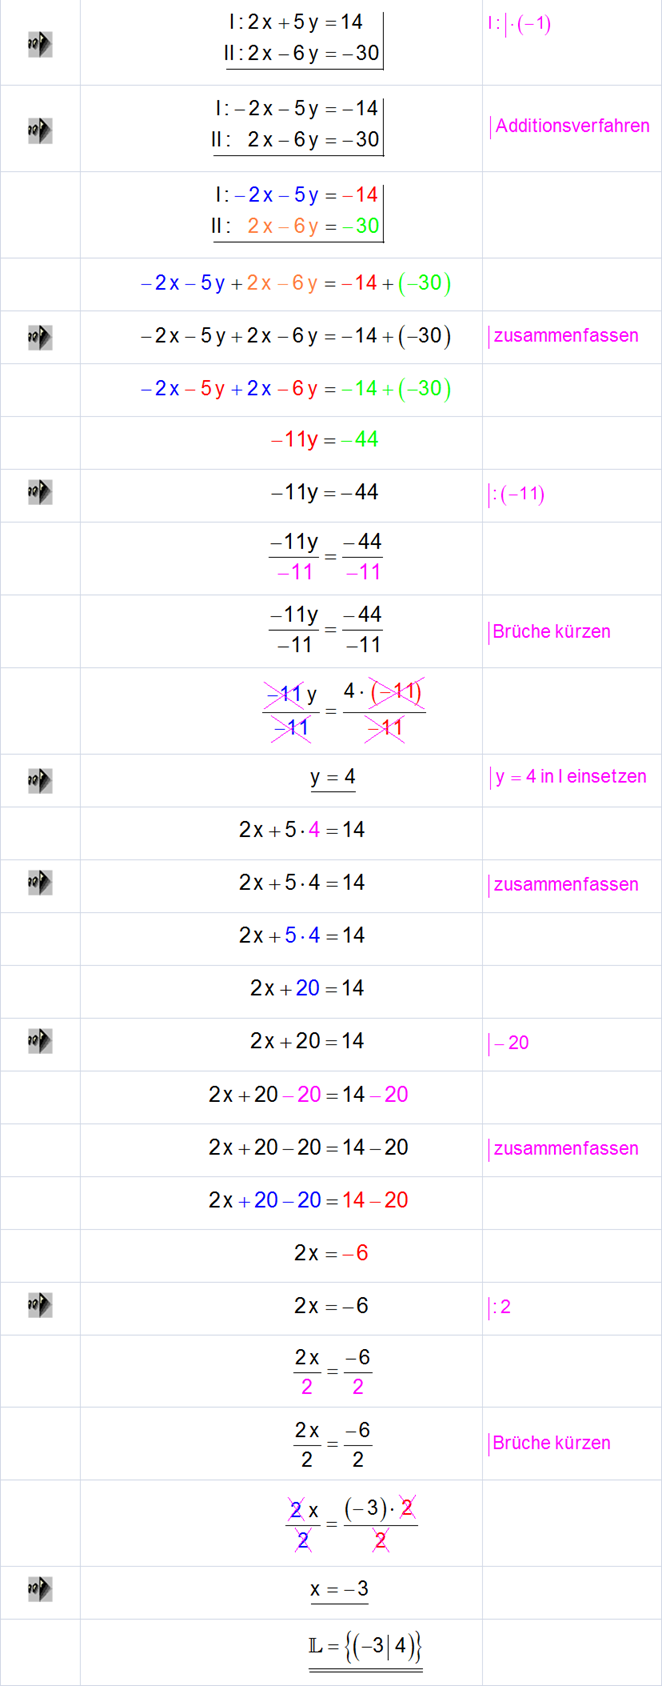 I: 2x + 5y = 14 I: | · (−1)
II: 2x − 6y = −30
I: −2x − 5y = −14
II: 2x − 6y = −30 | Additionsverfahren
I: −2x − 5y = −14
II: 2x − 6y = −30
−2x − 5y + 2x − 6y = −14 + (−30)
−2x − 5y + 2x − 6y = −14 + (−30) | zusammenfassen
−2x − 5y + 2x − 6y = −14 + (−30)
−11y = −44
−11y = −44 | : (−11)
−11y/−11 = −44/−11
−11y/−11 = −44/−11 | Brüche kürzen
−11 y/−11 = 4 · (−11)/−11
y = 4 | y = 4 in I einsetzen
2x + 5 · 4 = 14
2x + 5 · 4 = 14 | zusammenfassen
2x + 5 · 4 = 14
2x + 20 = 14
2x + 20 = 14 | − 20
2x + 20 − 20 = 14 − 20
2x + 20 − 20 = 14 − 20 | zusammenfassen
2x + 20 − 20 = 14 − 20
2x = −6
2x = −6 | : 2
2x/2 = −6/2
2x/2 = −6/2 | Brüche kürzen
2 x/2 = (−3) · 2/2
x = −3
𝕃 = {(−3 | 4)}